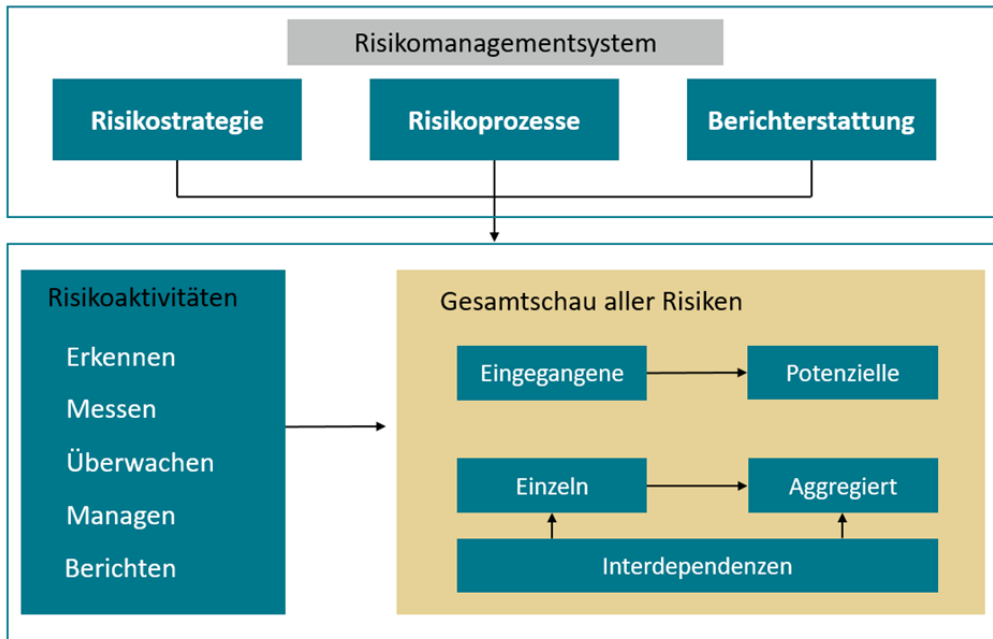 Risikomanagementsystem
Risikostrategie
Risikoprozesse
Berichterstattung
Risikoaktivitäten
Erkennen
Messen
Überwachen
Managen
Berichten
Gesamtschau aller Risiken
Eingegangene
Potenzielle
Einzeln
Aggregiert
Interdependenzen